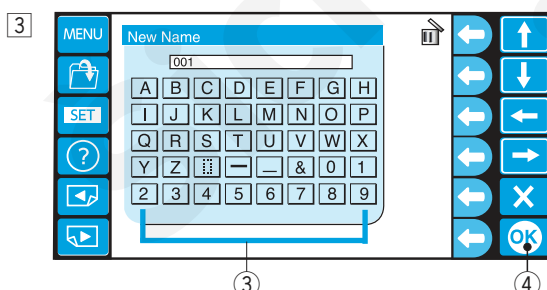 3
MENU New Name
001
A B C D E F G H
I J K L M N O P
SET
Q R S T U V W X
?
Y Z — _ & 0 1
2 3 4 5 6 7 8 9
X
OK
3 4